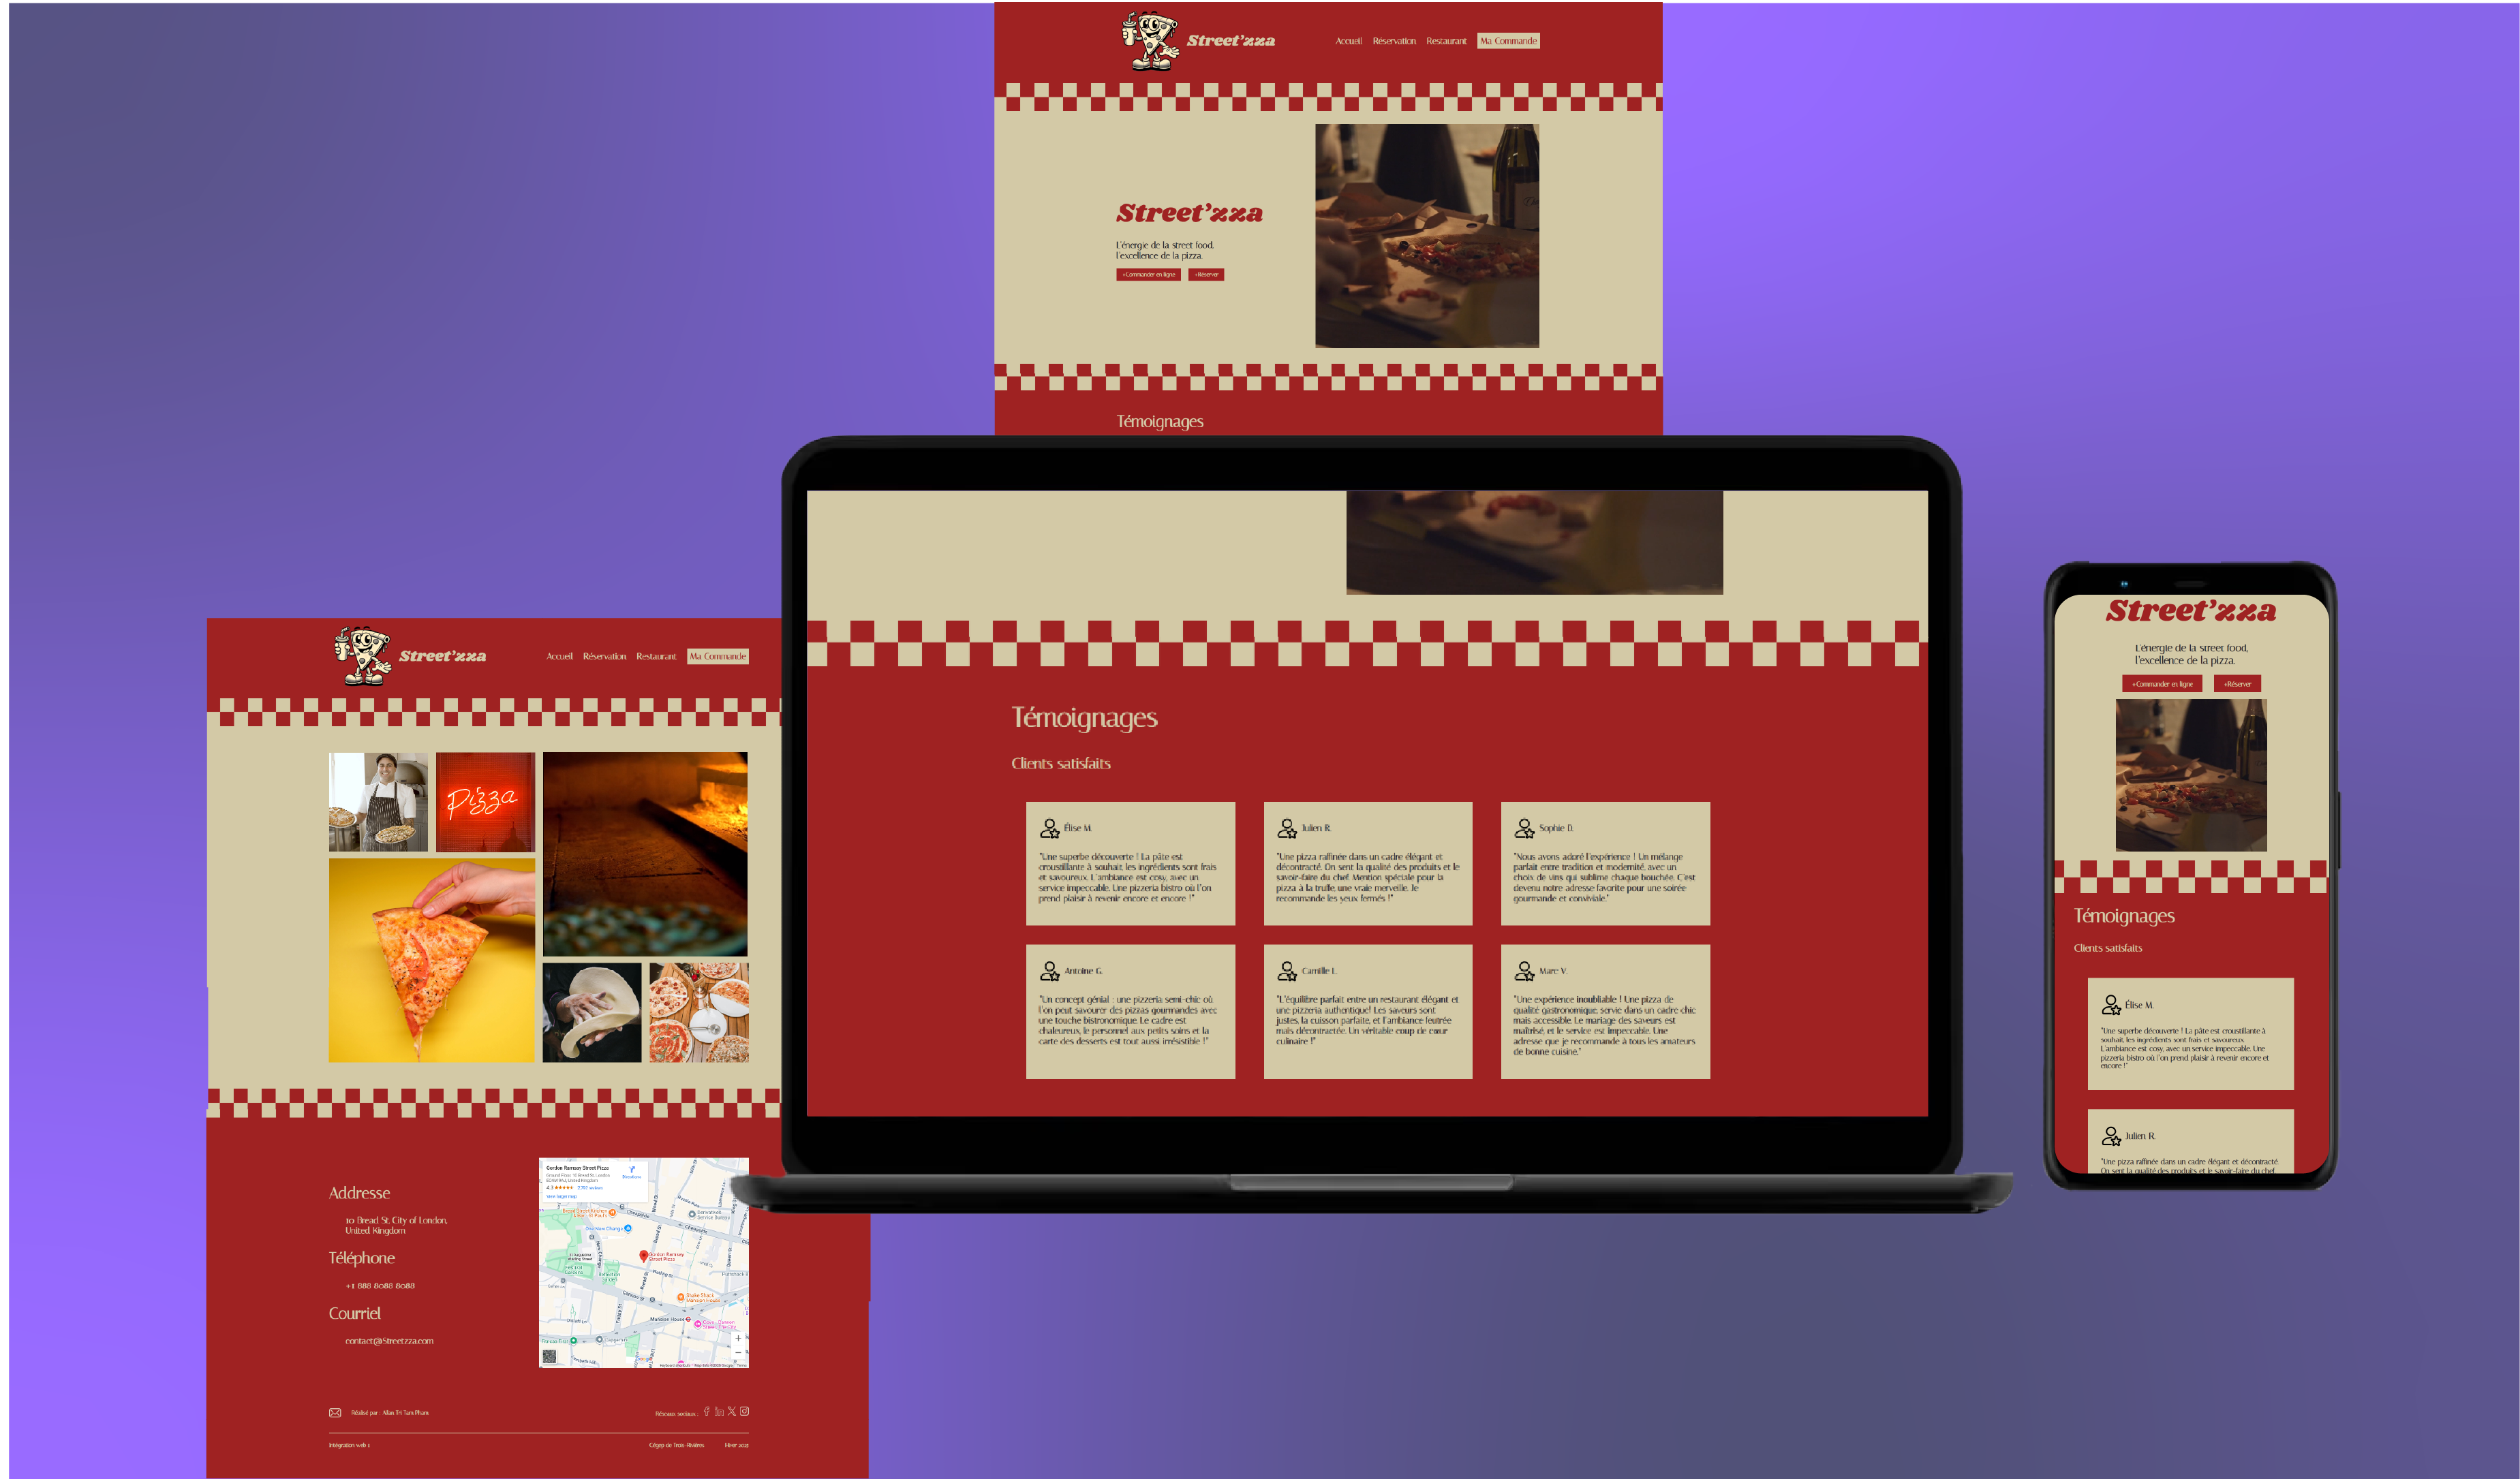 Street'zza
Accueil Réservation Restaurant Ma Commande
Street'zza
L'énergie de la street food,
l'excellence de la pizza.
+Commander en ligne +Réserver
Témoignages
Street'zza
Accueil Réservation Restaurant Ma Commande
Pizza
Addresse
10 Bread St, City of London,
United Kingdom
Téléphone
+1 888 8088 8088
Courriel
contact@Streetzza.com
Gordon Ramsay Street Pizza
Directions
View larger map
One New Change
Gordon Ramsay
Street Pizza
Mansion House
Réalisé par : Allan Tri Tam Pham
Réseaux sociaux :
Intégration web 1
Cégep de Trois-Rivières
Hiver 2025
Témoignages
Clients satisfaits
Élise M.
"Une superbe découverte ! La pâte est
croustillante à souhait, les ingrédients sont frais
et savoureux. L'ambiance est cosy, avec un
service impeccable. Une pizzeria bistro où l'on
prend plaisir à revenir encore et encore !"
Julien R.
"Une pizza raffinée dans un cadre élégant et
décontracté. On sent la qualité des produits et le
savoir-faire du chef. Mention spéciale pour la
pizza à la truffe, une vraie merveille. Je
recommande les yeux fermés !"
Sophie D.
"Nous avons adoré l'expérience ! Un mélange
parfait entre tradition et modernité, avec un
choix de vins qui sublime chaque bouchée. C'est
devenu notre adresse favorite pour une soirée
gourmande et conviviale."
Antoine G.
"Un concept génial : une pizzeria semi-chic où
l'on peut savourer des pizzas gourmandes avec
une touche bistronomique. Le cadre est
chaleureux, le personnel aux petits soins et la
carte des desserts est tout aussi irrésistible !"
Camille L.
"L'équilibre parfait entre un restaurant élégant et
une pizzeria authentique! Les saveurs sont
justes, la cuisson parfaite, et l'ambiance feutrée
mais décontractée. Un véritable coup de cœur
culinaire !"
Marc V.
"Une expérience inoubliable ! Une pizza de
qualité gastronomique, servie dans un cadre chic
mais accessible. Le mariage des saveurs est
maîtrisé, et le service est impeccable. Une
adresse que je recommande à tous les amateurs
de bonne cuisine."
Street'zza
L'énergie de la street food,
l'excellence de la pizza.
+Commander en ligne +Réserver
Témoignages
Clients satisfaits
Élise M.
"Une superbe découverte ! La pâte est croustillante à
souhait, les ingrédients sont frais et savoureux.
L'ambiance est cosy, avec un service impeccable. Une
pizzeria bistro où l'on prend plaisir à revenir encore et
encore !"
Julien R.
"Une pizza raffinée dans un cadre élégant et décontracté.
On sent la qualité des produits et le savoir-faire du chef.